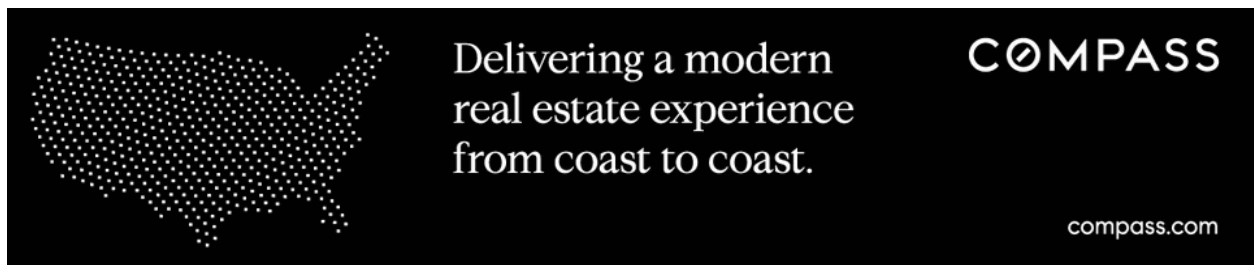 Delivering a modern
real estate experience
from coast to coast.
COMPASS
compass.com